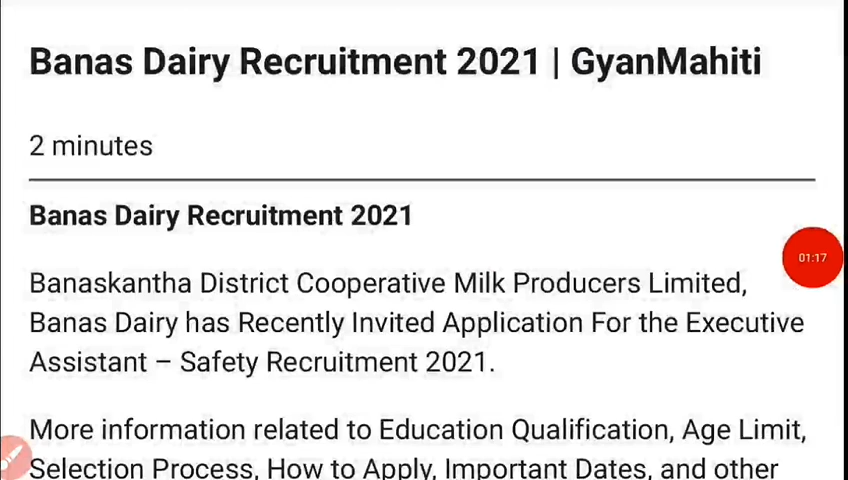 Banas Dairy Recruitment 2021 | GyanMahiti
2 minutes
Banas Dairy Recruitment 2021
Banaskantha District Cooperative Milk Producers Limited,
Banas Dairy has Recently Invited Application For the Executive
Assistant – Safety Recruitment 2021.
01:17
More information related to Education Qualification, Age Limit,
Selection Process, How to Apply, Important Dates, and other